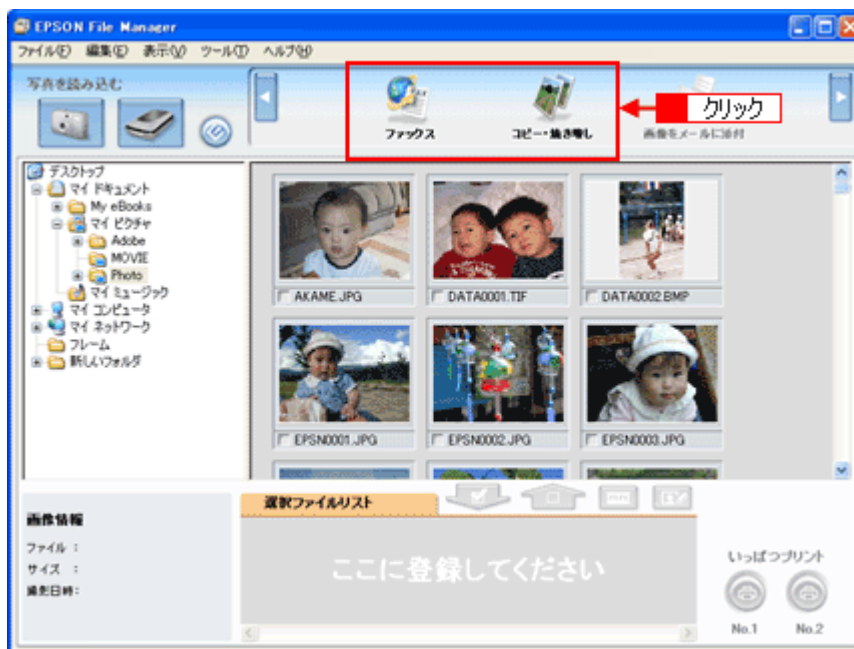 EPSON File Manager
ファイル(F) 編集(E) 表示(V) ツール(T) ヘルプ(H)
写真を読み込む
ファックス
コピー・焼き増し
クリック
画像をメールに添付
デスクトップ
マイ ドキュメント
My eBooks
マイ ピクチャ
Adobe
MOVIE
Photo
マイ ミュージック
マイ コンピュータ
マイ ネットワーク
フレーム
新しいフォルダ
AKAME.JPG
DATA0001.TIF
DATA0002.BMP
EPSN0001.JPG
EPSN0002.JPG
EPSN0003.JPG
選択ファイルリスト
画像情報
ファイル :
サイズ :
撮影日時:
ここに登録してください
いっぱつプリント
No.1
No.2